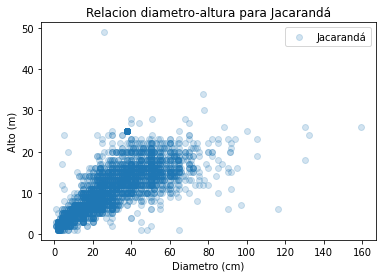 Relacion diametro-altura para Jacarandá
Jacarandá
50
40
30
20
10
0
Alto (m)
0 20 40 60 80 100 120 140 160
Diametro (cm)